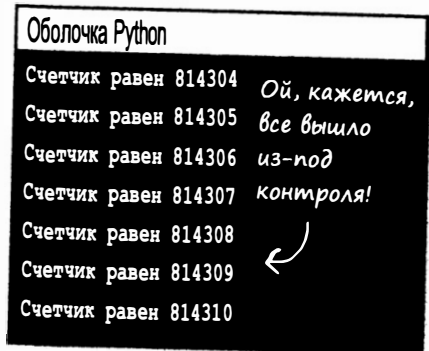 Оболочка Python
Счетчик равен 814304
Счетчик равен 814305
Счетчик равен 814306
Счетчик равен 814307
Счетчик равен 814308
Счетчик равен 814309
Счетчик равен 814310
Ой, кажется,
все вышло
из-под
контроля!